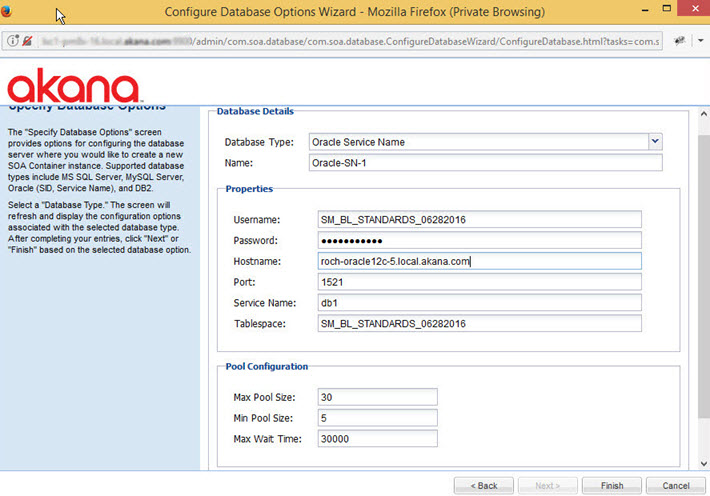 Configure Database Options Wizard - Mozilla Firefox (Private Browsing)
akana.com:9900/admin/com.soa.database/com.soa.database.ConfigureDatabaseWizard/ConfigureDatabase.html?tasks=com.s
akana
Specify Database Options
The "Specify Database Options" screen
provides options for configuring the database
server where you would like to create a new
SOA Container instance. Supported database
types include MS SQL Server, MySQL Server,
Oracle (SID, Service Name), and DB2.
Select a "Database Type." The screen will
refresh and display the configuration options
associated with the selected database type.
After completing your entries, click "Next" or
"Finish" based on the selected database option.
Database Details
Database Type: Oracle Service Name
Name: Oracle-SN-1
Properties
Username: SM_BL_STANDARDS_06282016
Password: ●●●●●●●●●●●
Hostname: roch-oracle12c-5.local.akana.com
Port: 1521
Service Name: db1
Tablespace: SM_BL_STANDARDS_06282016
Pool Configuration
Max Pool Size: 30
Min Pool Size: 5
Max Wait Time: 30000
< Back Next > Finish Cancel